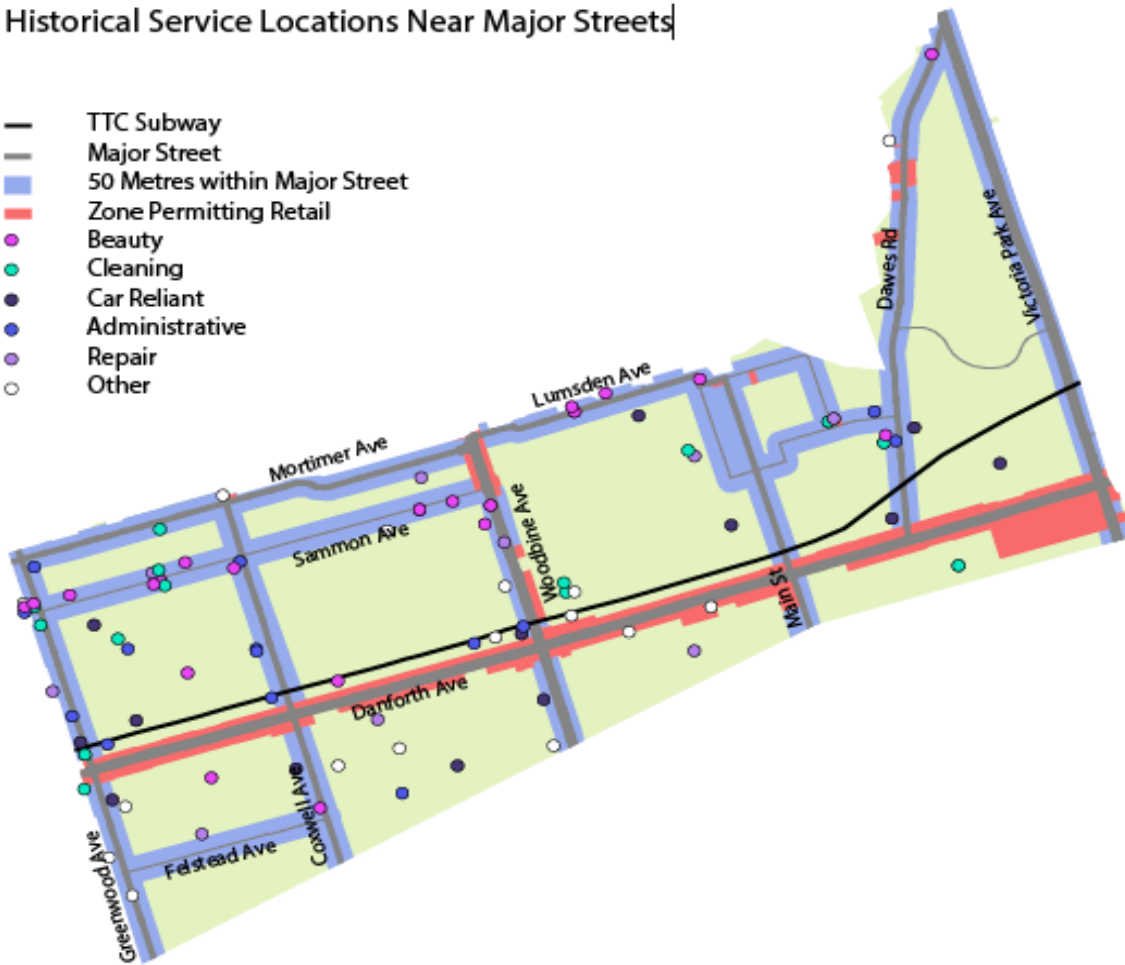 Historical Service Locations Near Major Streets
TTC Subway
Major Street
50 Metres within Major Street
Zone Permitting Retail
Beauty
Cleaning
Car Reliant
Administrative
Repair
Other
Victoria Park Ave
Dawes Rd
Lumsden Ave
Mortimer Ave
Sammon Ave
Woodbine Ave
Main St
Danforth Ave
Coxwell Ave
Felstead Ave
Greenwood Ave